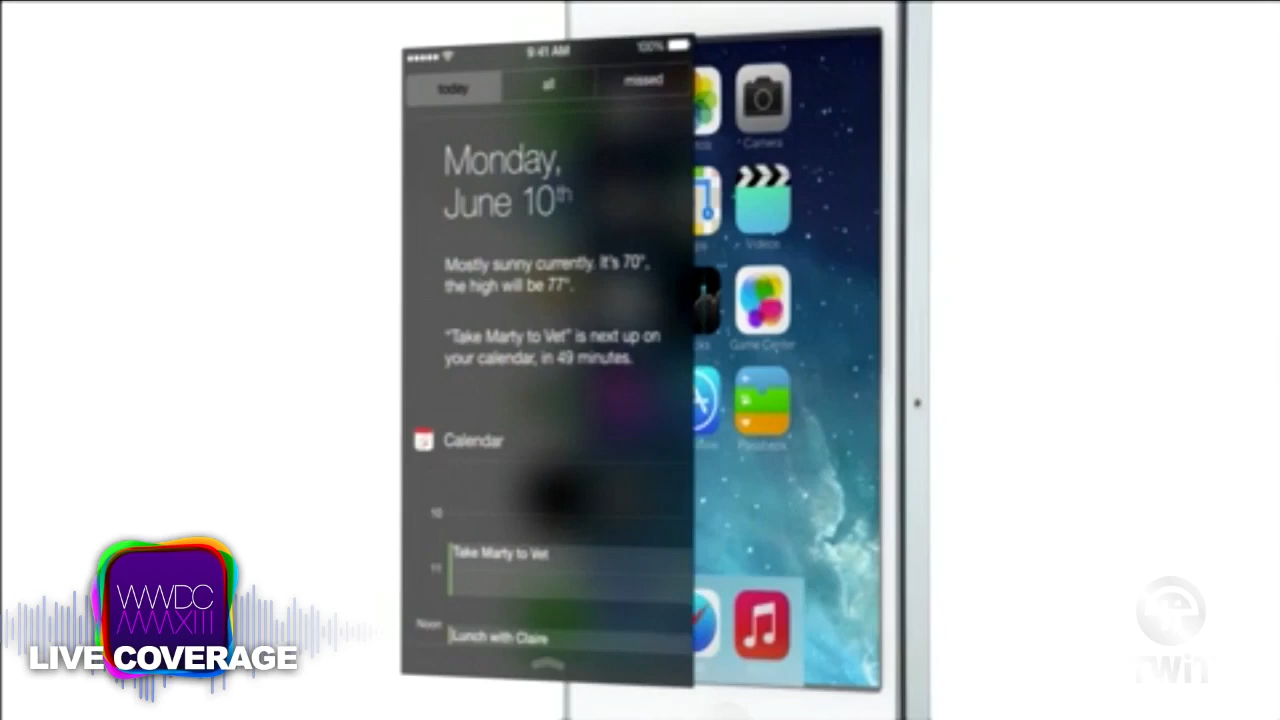 9:41 AM 100%
today all missed
Monday,
June 10th
Mostly sunny currently. It's 70°,
the high will be 77°.
"Take Marty to Vet" is next up on
your calendar, in 49 minutes.
Calendar
10
Take Marty to Vet
11
Noon
Lunch with Claire
Camera
Videos
Game Center
Passbook
WWDC
MMXIII
LIVE COVERAGE
TWiT